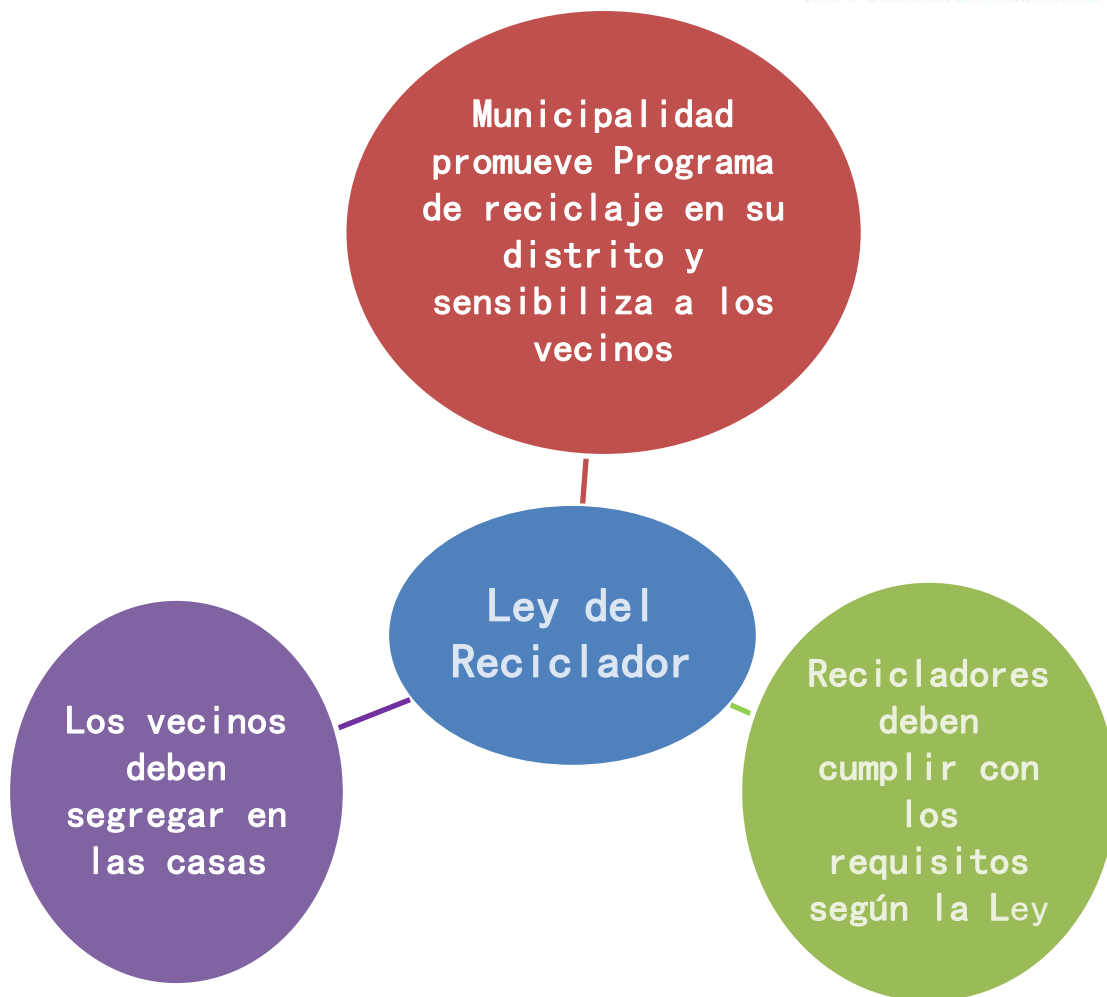 Municipalidad
promueve Programa
de reciclaje en su
distrito y
sensibiliza a los
vecinos
Ley del
Reciclador
Los vecinos
deben
segregar en
las casas
Recicladores
deben
cumplir con
los
requisitos
según la Ley